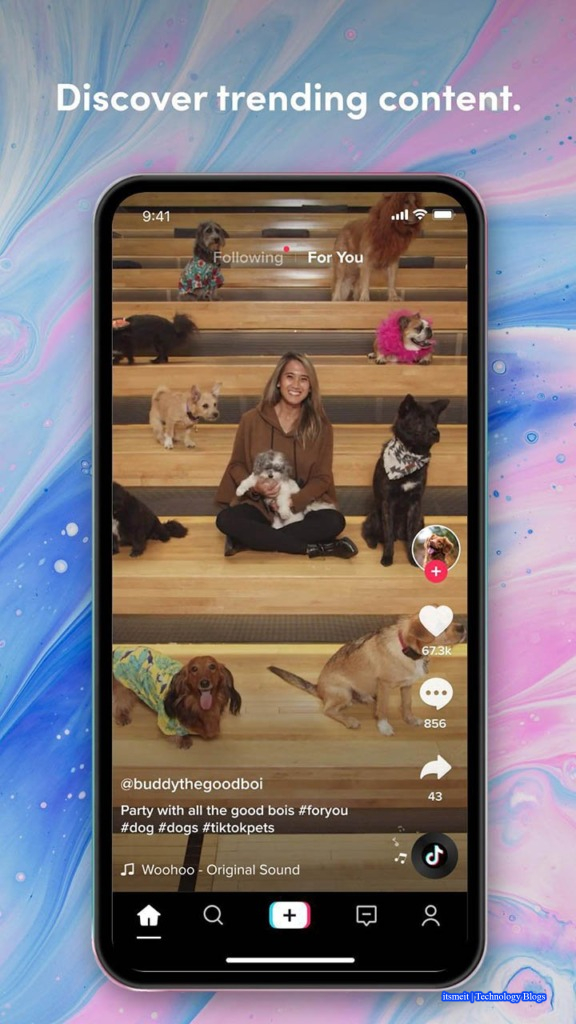 Discover trending content.
9:41
Following
For You
67.3k
856
43
@buddythegoodboi
Party with all the good bois #foryou
#dog #dogs #tiktokpets
Woohoo - Original Sound
itsmeit | Technology Blogs